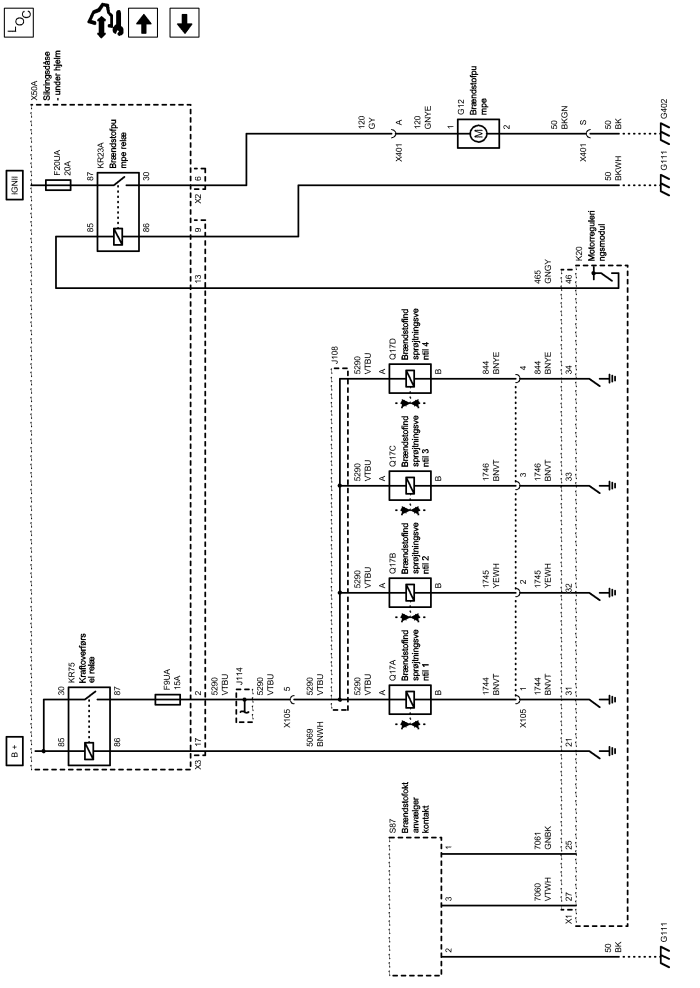 LOC
B +
IGNII
X50A
Sikringsdåse
- under hjelm
85
30
KR75
Kraftoverførs
el relæ
86
87
F9UA
15A
F20UA
20A
85
87
KR23A
Brændstofpu
mpe relæ
86
30
X3
17
2
13
9
X2
6
5290
VTBU
J114
5290
VTBU
X105
5
5290
VTBU
5069
BNWH
J108
5290
VTBU
5290
VTBU
5290
VTBU
5290
VTBU
120
GY
X401
A
120
GNYE
S87
Brændstofokt
anvælger
kontakt
A
Q17A
Brændstofind
sprøjtningsve
ntil 1
B
A
Q17B
Brændstofind
sprøjtningsve
ntil 2
B
A
Q17C
Brændstofind
sprøjtningsve
ntil 3
B
A
Q17D
Brændstofind
sprøjtningsve
ntil 4
B
1
G12
Brændstofpu
mpe
M
2
2
3
1
1744
BNVT
1745
YEWH
1746
BNVT
844
BNYE
X105
1
2
3
4
7060
VTWH
7061
GNBK
1744
BNVT
1745
YEWH
1746
BNVT
844
BNYE
465
GNGY
50
BKGN
X401
S
X1
27
25
21
31
32
33
34
46
K20
Motorreguleri
ngsmodul
50
BK
50
BKWH
50
BK
G111
G111
G402